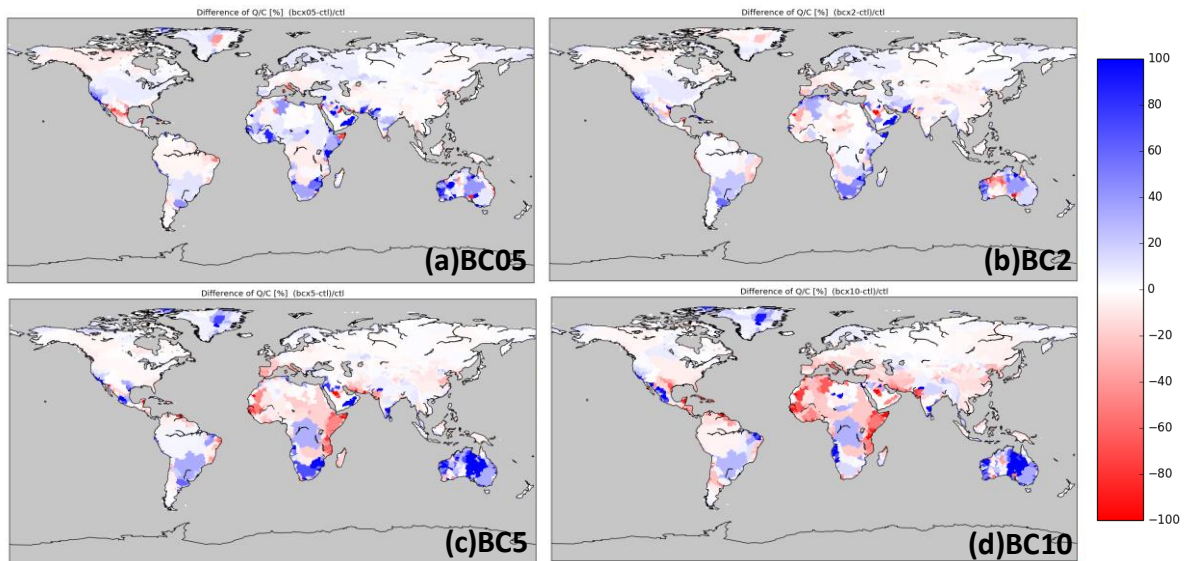 Difference of Q/C [%] (bcx05-ctl)/ctl
(a)BC05
Difference of Q/C [%] (bcx2-ctl)/ctl
(b)BC2
Difference of Q/C [%] (bcx5-ctl)/ctl
(c)BC5
Difference of Q/C [%] (bcx10-ctl)/ctl
(d)BC10
100
80
60
40
20
0
−20
−40
−60
−80
−100